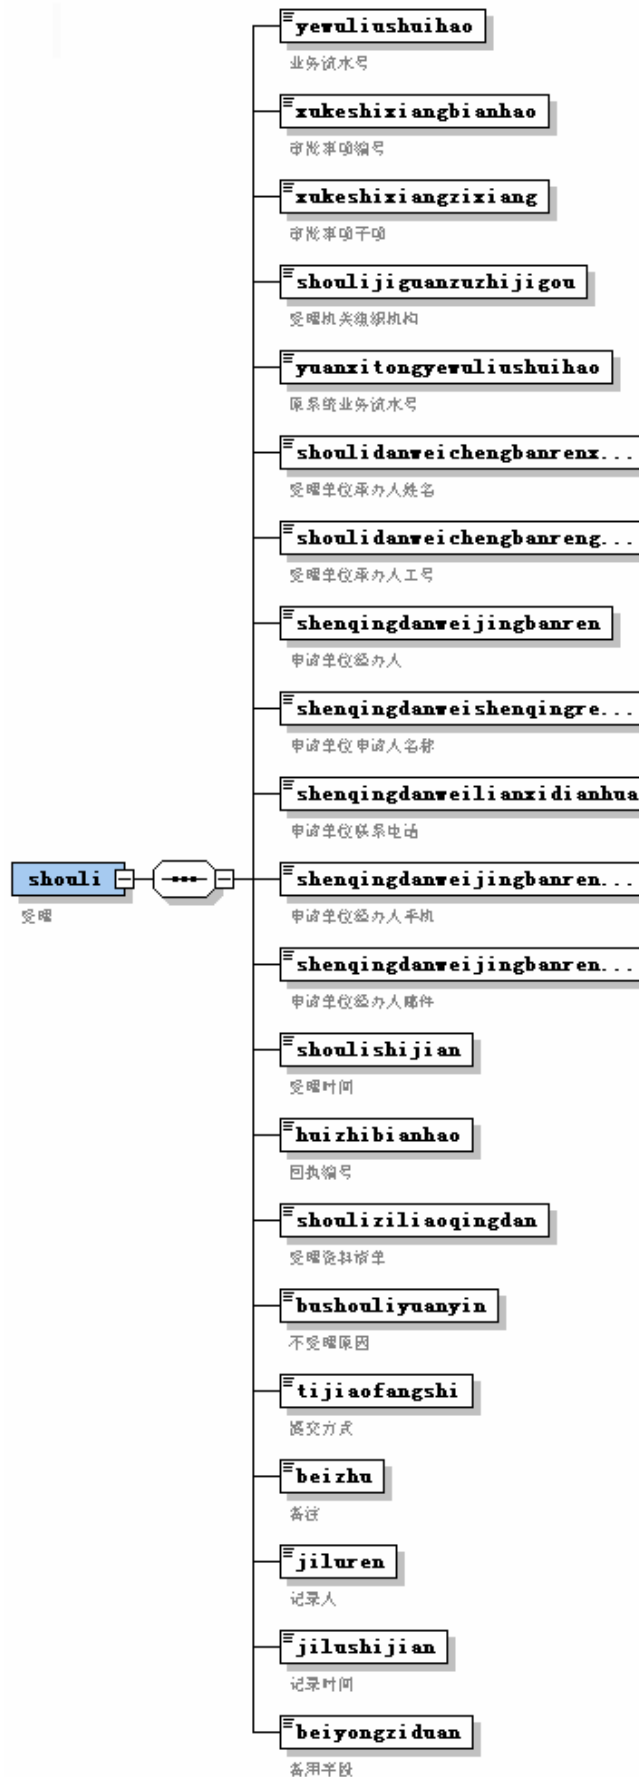 yewuliushuihao
业务流水号
xukeshixiangbianhao
审批事项编号
xukeshixiangzixiang
审批事项子项
shoulijiguanzuzhijigou
受理机关组织机构
yuanxitongyewuliushuihao
原系统业务流水号
shoulidanweichengbanrenx...
受理单位承办人姓名
shoulidanweichengbanreng...
受理单位承办人工号
shenqingdanweijingbanren
申请单位经办人
shenqingdanweishenqingre...
申请单位申请人名称
shenqingdanweilianxidianhua
申请单位联系电话
shouli
受理
shenqingdanweijingbanren...
申请单位经办人手机
shenqingdanweijingbanren...
申请单位经办人邮件
shoulishijian
受理时间
huizhibianhao
回执编号
shouliziliaoqingdan
受理资料清单
bushouliyuanyin
不受理原因
tijiaofangshi
提交方式
beizhu
备注
jiluren
记录人
jilushijian
记录时间
beiyongziduan
备用字段